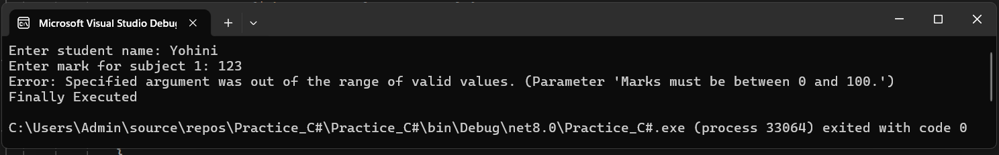 Microsoft Visual Studio Debug
Enter student name: Yohini
Enter mark for subject 1: 123
Error: Specified argument was out of the range of valid values. (Parameter 'Marks must be between 0 and 100.')
Finally Executed
C:\Users\Admin\source\repos\Practice_C#\Practice_C#\bin\Debug\net8.0\Practice_C#.exe (process 33064) exited with code 0
}